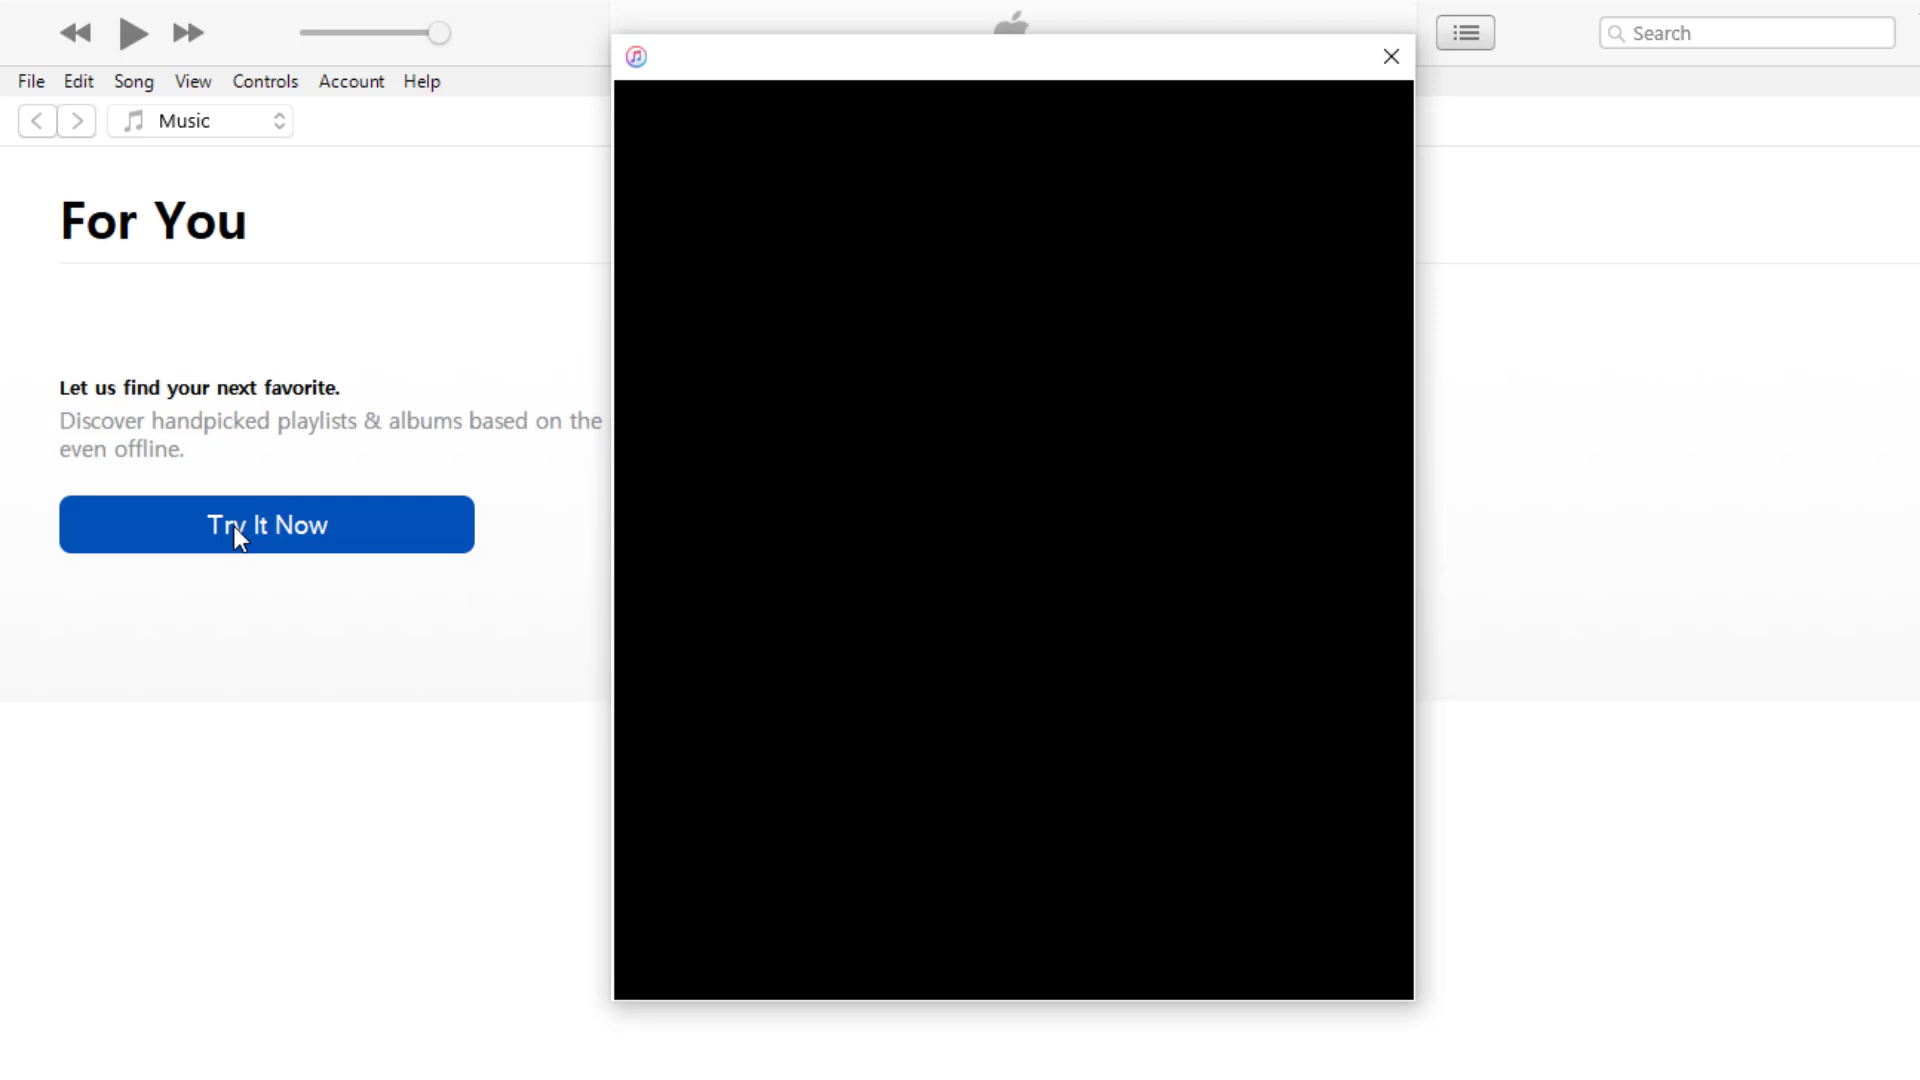 Search
File Edit Song View Controls Account Help
Music
For You
Let us find your next favorite.
Discover handpicked playlists & albums based on the
even offline.
Try It Now